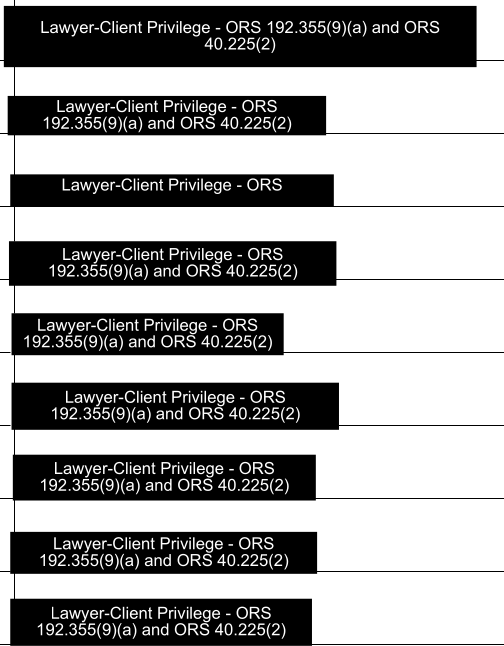 Lawyer-Client Privilege - ORS 192.355(9)(a) and ORS
40.225(2)
Lawyer-Client Privilege - ORS
192.355(9)(a) and ORS 40.225(2)
Lawyer-Client Privilege - ORS
Lawyer-Client Privilege - ORS
192.355(9)(a) and ORS 40.225(2)
Lawyer-Client Privilege - ORS
192.355(9)(a) and ORS 40.225(2)
Lawyer-Client Privilege - ORS
192.355(9)(a) and ORS 40.225(2)
Lawyer-Client Privilege - ORS
192.355(9)(a) and ORS 40.225(2)
Lawyer-Client Privilege - ORS
192.355(9)(a) and ORS 40.225(2)
Lawyer-Client Privilege - ORS
192.355(9)(a) and ORS 40.225(2)